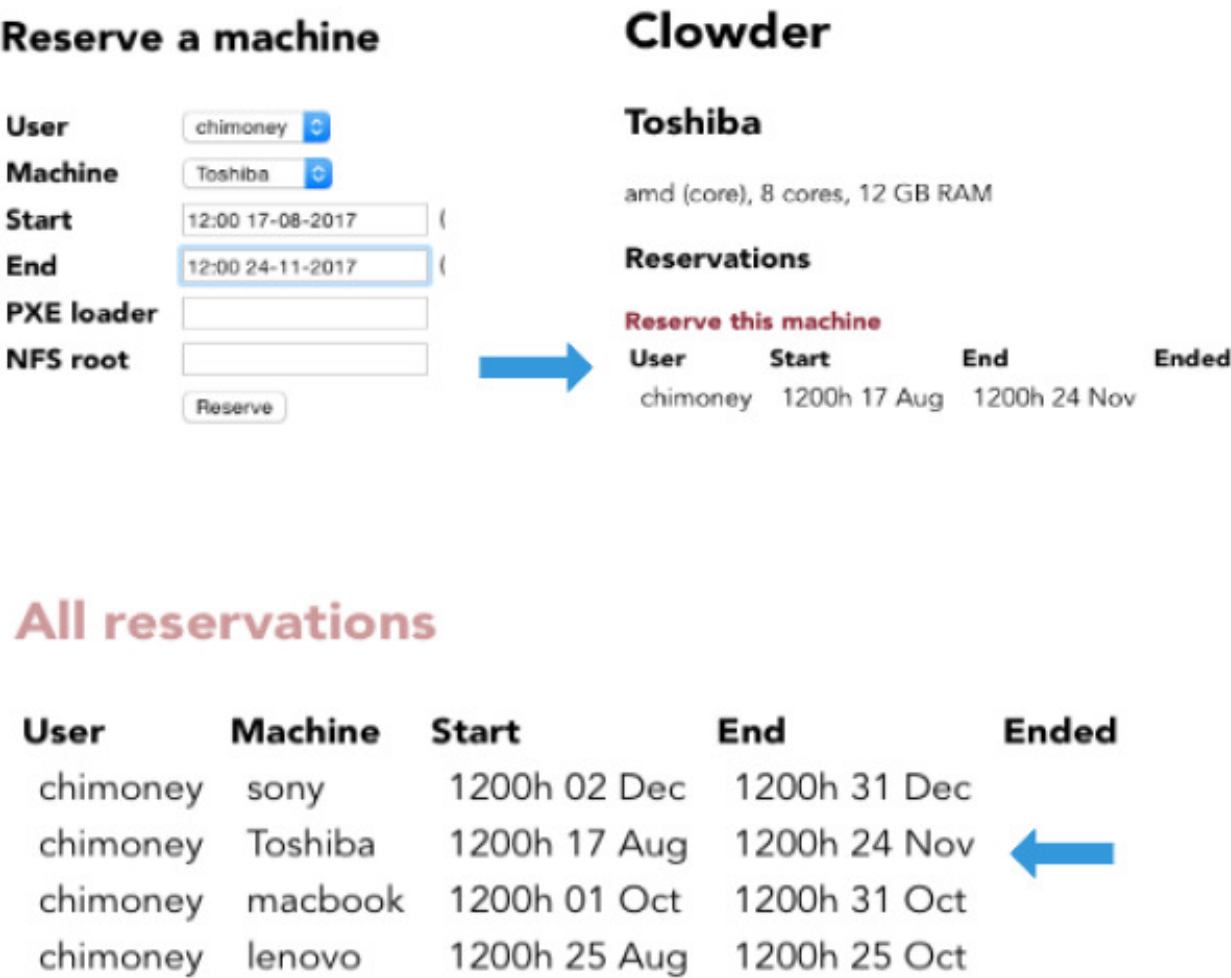 Reserve a machine
User chimoney
Machine Toshiba
Start 12:00 17-08-2017 (
End 12:00 24-11-2017 (
PXE loader
NFS root
Reserve
Clowder
Toshiba
amd (core), 8 cores, 12 GB RAM
Reservations
Reserve this machine
User Start End Ended
chimoney 1200h 17 Aug 1200h 24 Nov
All reservations
User Machine Start End Ended
chimoney sony 1200h 02 Dec 1200h 31 Dec
chimoney Toshiba 1200h 17 Aug 1200h 24 Nov
chimoney macbook 1200h 01 Oct 1200h 31 Oct
chimoney lenovo 1200h 25 Aug 1200h 25 Oct